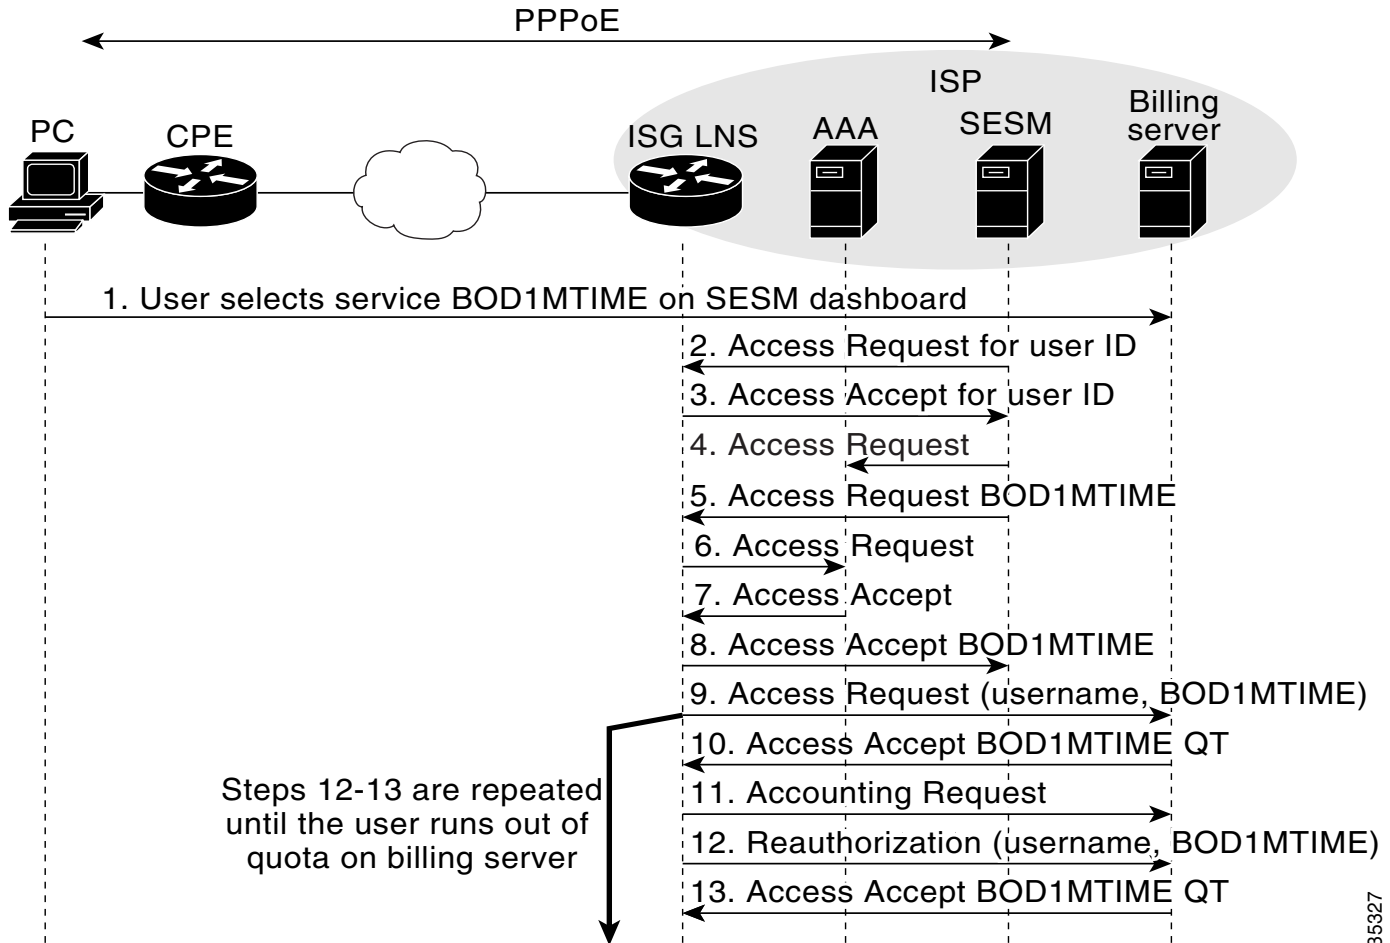 PPPoE
ISP
PC
CPE
ISG LNS
AAA
SESM
Billing
server
1. User selects service BOD1MTIME on SESM dashboard
2. Access Request for user ID
3. Access Accept for user ID
4. Access Request
5. Access Request BOD1MTIME
6. Access Request
7. Access Accept
8. Access Accept BOD1MTIME
9. Access Request (username, BOD1MTIME)
10. Access Accept BOD1MTIME QT
Steps 12-13 are repeated
until the user runs out of
quota on billing server
11. Accounting Request
12. Reauthorization (username, BOD1MTIME)
13. Access Accept BOD1MTIME QT